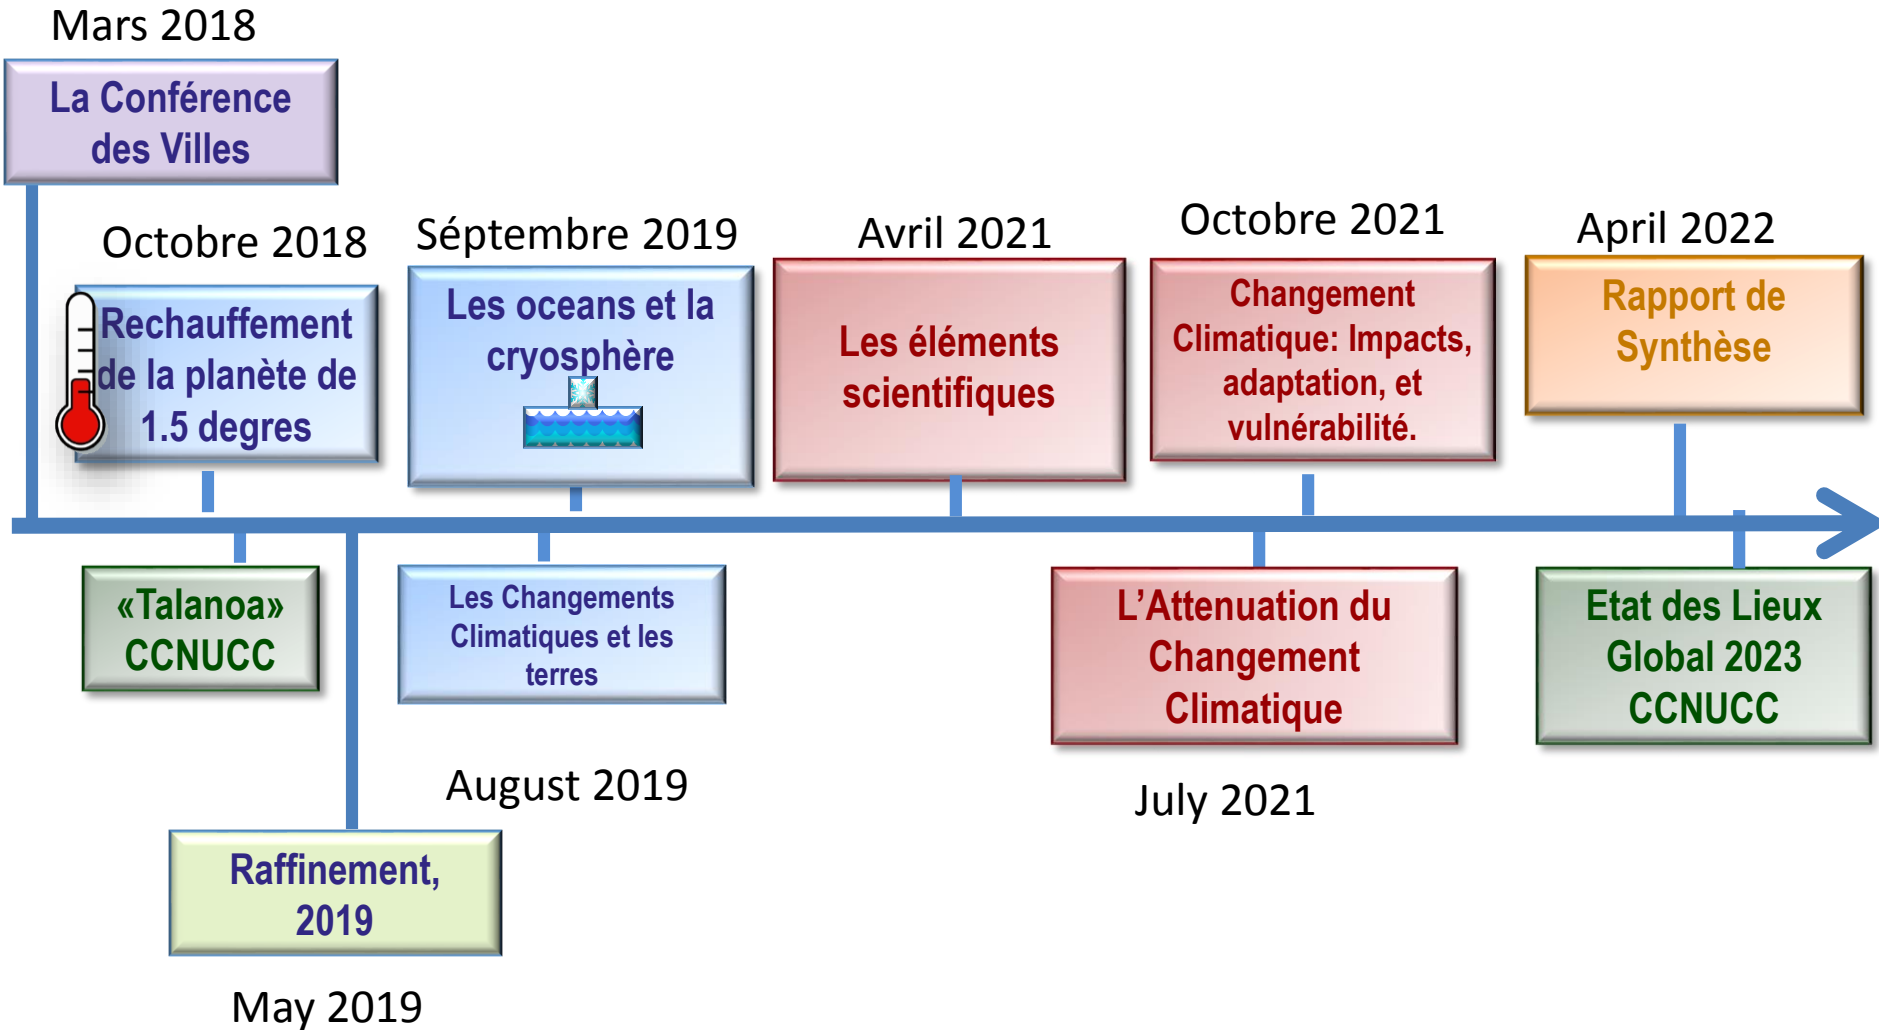 Mars 2018
La Conférence
des Villes
Octobre 2018
Rechauffement
de la planète de
1.5 degres
Séptembre 2019
Les oceans et la
cryosphère
Avril 2021
Les éléments
scientifiques
Octobre 2021
Changement
Climatique: Impacts,
adaptation, et
vulnérabilité.
April 2022
Rapport de
Synthèse
«Talanoa»
CCNUCC
Les Changements
Climatiques et les
terres
August 2019
L’Attenuation du
Changement
Climatique
July 2021
Etat des Lieux
Global 2023
CCNUCC
Raffinement,
2019
May 2019